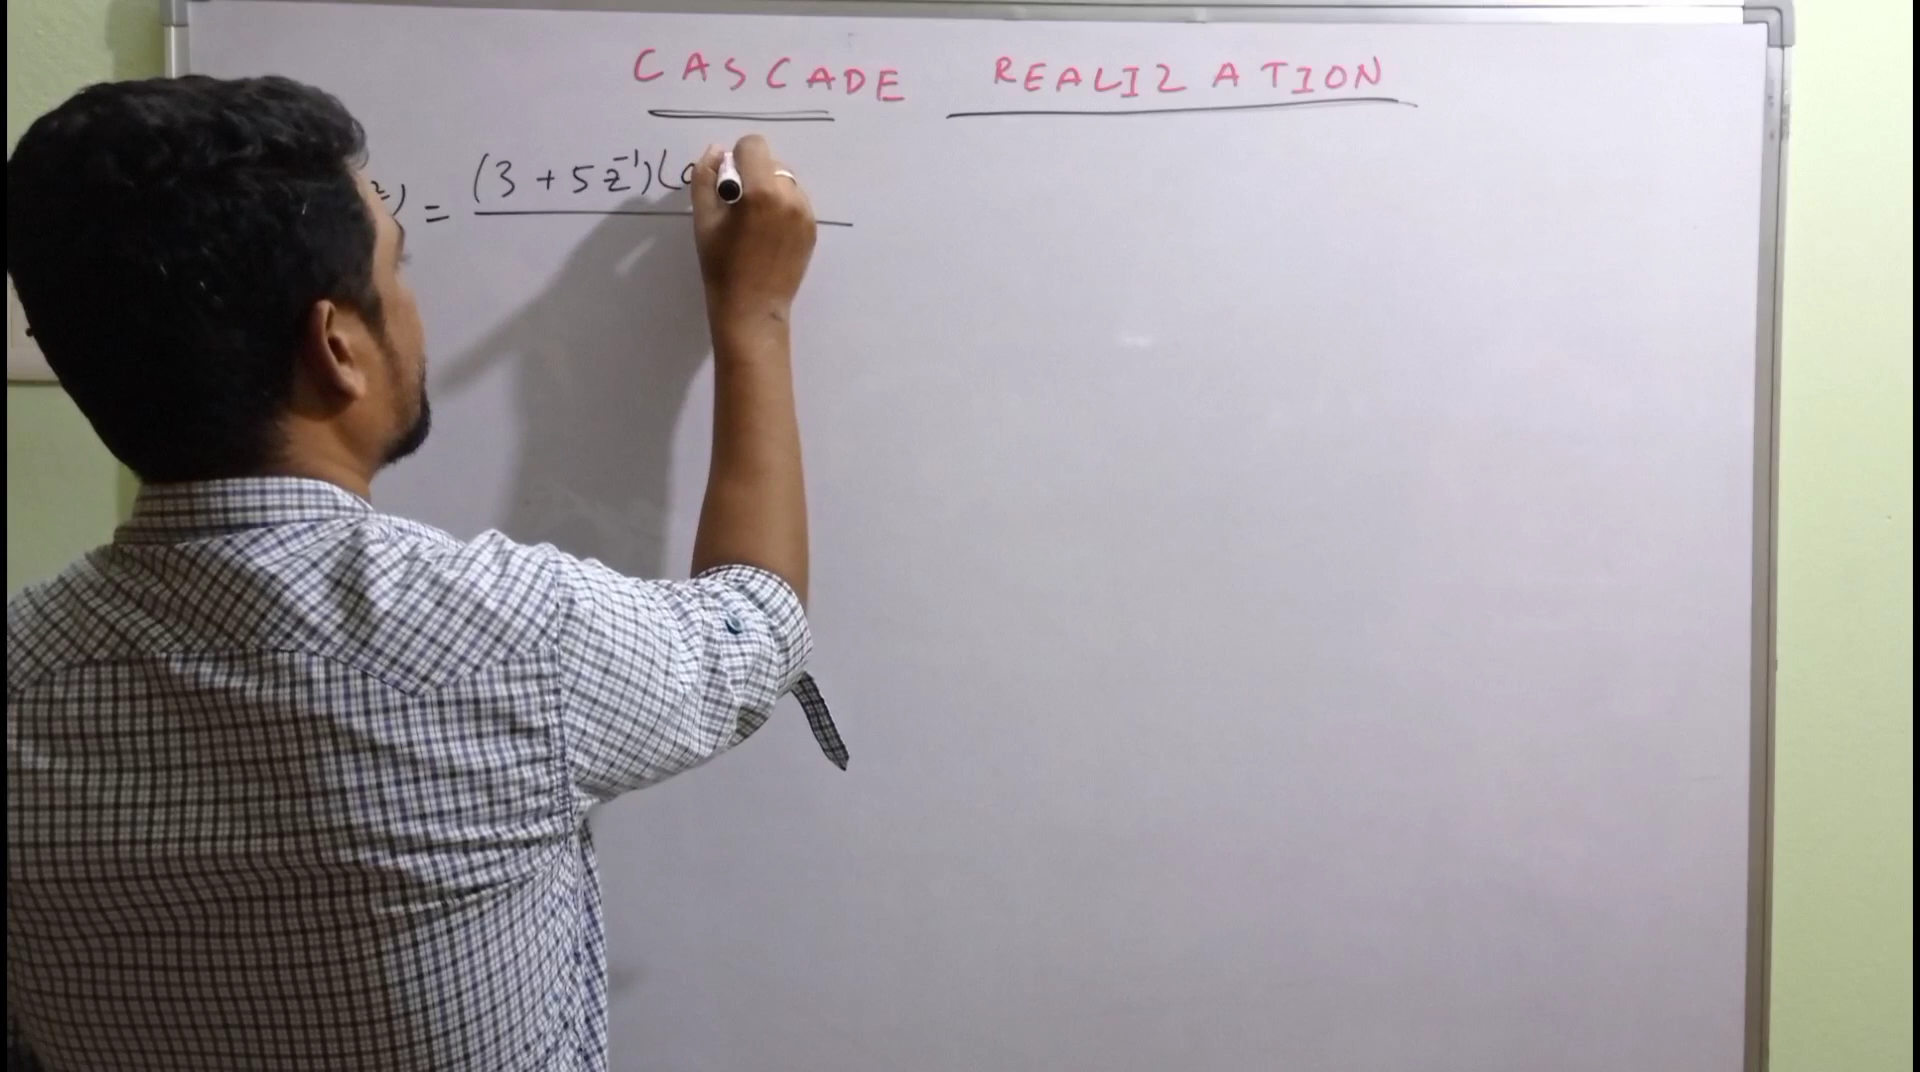 CASCADE REALIZATION
) = (3 + 5z⁻¹)(